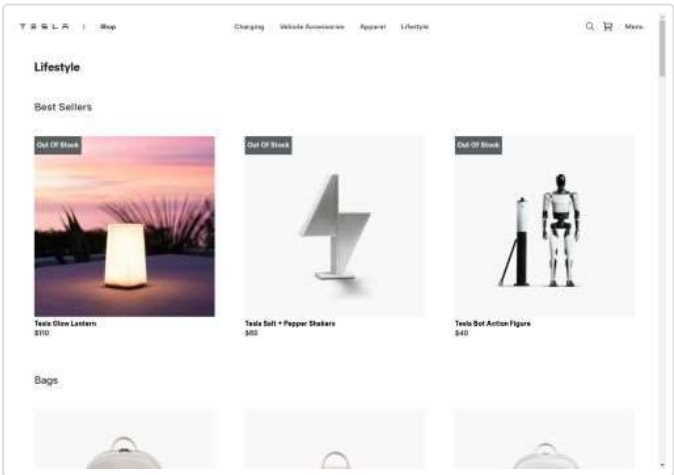 TESLA | Shop Charging Vehicle Accessories Apparel Lifestyle Menu
Lifestyle
Best Sellers
Out Of Stock Out Of Stock Out Of Stock
Tesla Glow Lantern Tesla Salt + Pepper Shakers Tesla Bot Action Figure
$110 $60 $40
Bags